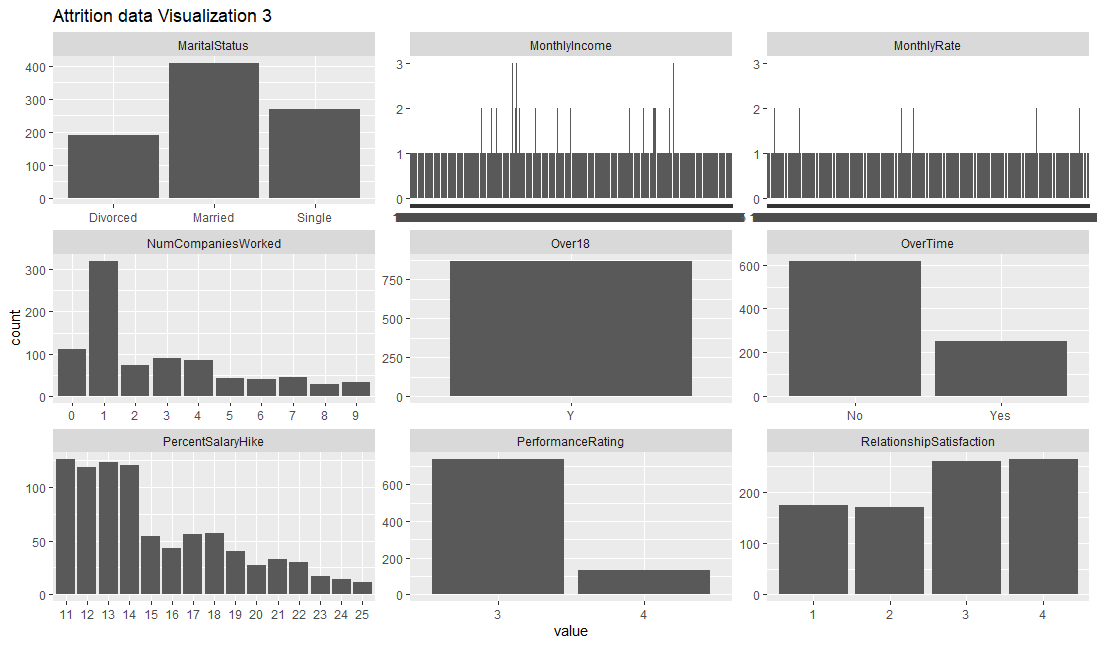 Attrition data Visualization 3
MaritalStatus
400
300
200
100
0
Divorced Married Single
MonthlyIncome
3
2
1
0
MonthlyRate
3
2
1
0
NumCompaniesWorked
300
200
100
0
0 1 2 3 4 5 6 7 8 9
Over18
750
500
250
0
Y
OverTime
600
400
200
0
No Yes
PercentSalaryHike
100
50
0
11 12 13 14 15 16 17 18 19 20 21 22 23 24 25
PerformanceRating
600
400
200
0
3 4
RelationshipSatisfaction
200
100
0
1 2 3 4
count
value